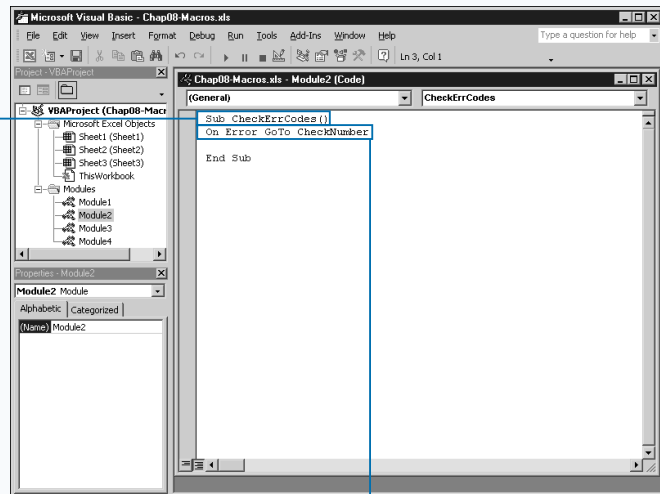 Microsoft Visual Basic - Chap08-Macros.xls
File Edit View Insert Format Debug Run Tools Add-Ins Window Help
Type a question for help
Ln 3, Col 1
Project - VBAProject
VBAProject (Chap08-Macr
Microsoft Excel Objects
Sheet1 (Sheet1)
Sheet2 (Sheet2)
Sheet3 (Sheet3)
ThisWorkbook
Modules
Module1
Module2
Module3
Module4
Properties - Module2
Module2 Module
Alphabetic Categorized
(Name) Module2
Chap08-Macros.xls - Module2 (Code)
(General) CheckErrCodes
Sub CheckErrCodes()
On Error GoTo CheckNumber
End Sub